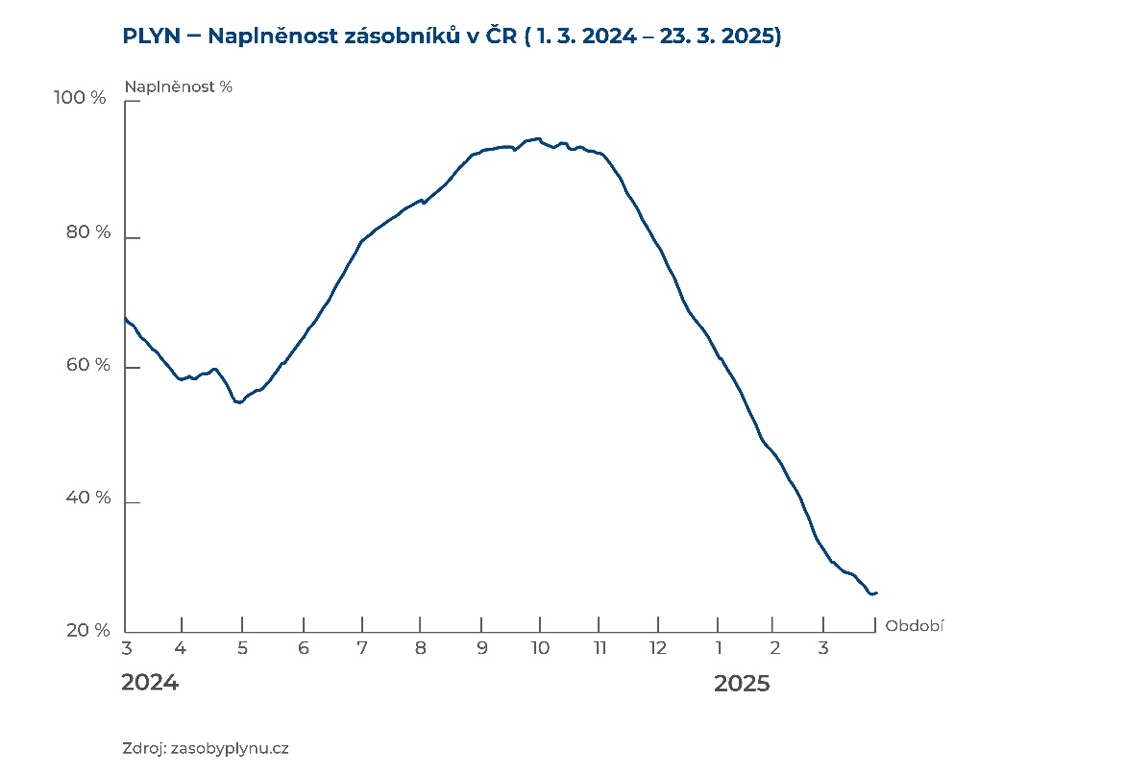 PLYN – Naplněnost zásobníků v ČR ( 1. 3. 2024 – 23. 3. 2025)
Naplněnost %
100 %
80 %
60 %
40 %
20 %
Období
3 4 5 6 7 8 9 10 11 12 1 2 3
2024 2025
Zdroj: zasobyplynu.cz